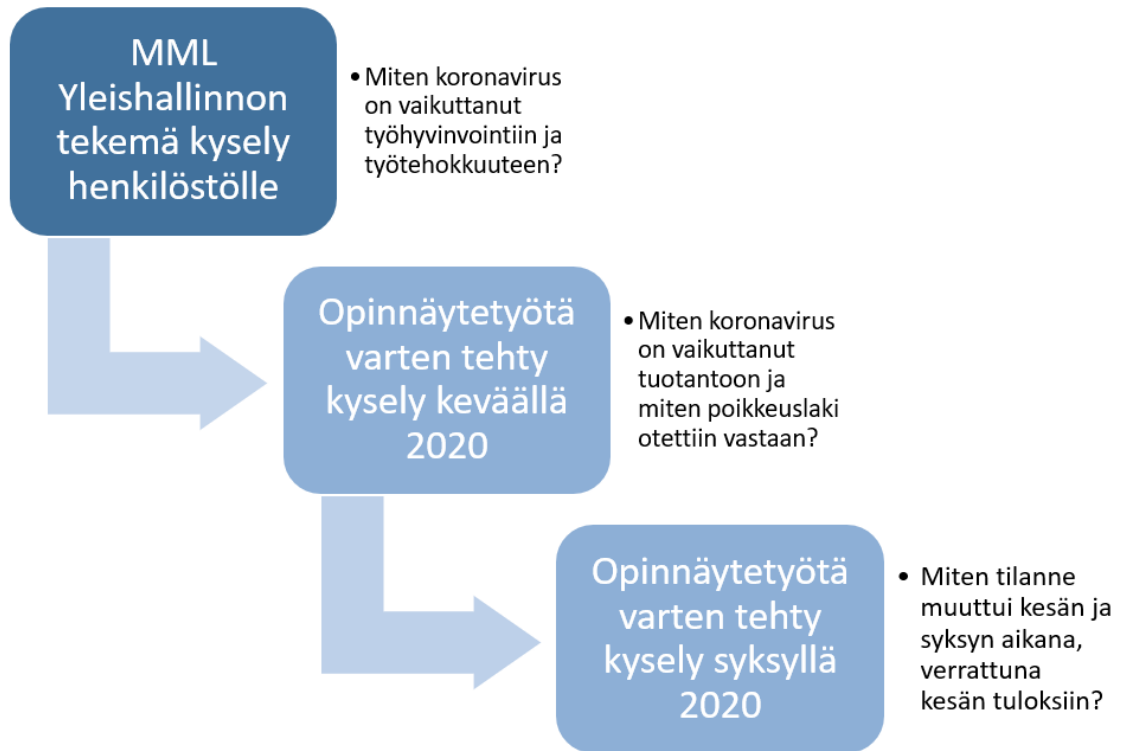 MML
Yleishallinnon
tekemä kysely
henkilöstölle
• Miten koronavirus
on vaikuttanut
työhyvinvointiin ja
työtehokkuuteen?
Opinnäytetyötä
varten tehty
kysely keväällä
2020
• Miten koronavirus
on vaikuttanut
tuotantoon ja
miten poikkeuslaki
otettiin vastaan?
Opinnäytetyötä
varten tehty
kysely syksyllä
2020
• Miten tilanne
muuttui kesän ja
syksyn aikana,
verrattuna
kesän tuloksiin?